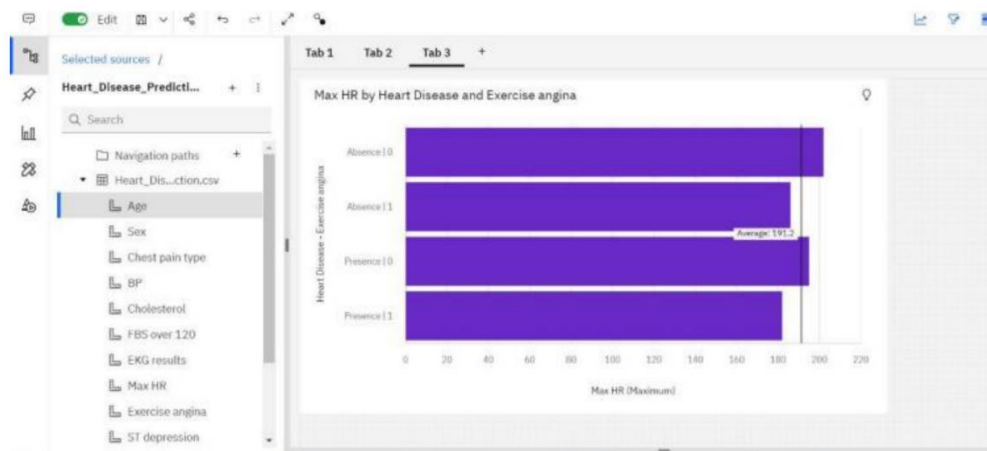 Edit
Selected sources /
Heart_Disease_Predicti...
Search
Navigation paths
Heart_Dis...ction.csv
Age
Sex
Chest pain type
BP
Cholesterol
FBS over 120
EKG results
Max HR
Exercise angina
ST depression
Tab 1 Tab 2 Tab 3 +
Max HR by Heart Disease and Exercise angina
Heart Disease - Exercise angina
Absence | 0
Absence | 1
Average: 191.2
Presence | 0
Presence | 1
0 20 40 60 80 100 120 140 160 180 200 220
Max HR (Maximum)